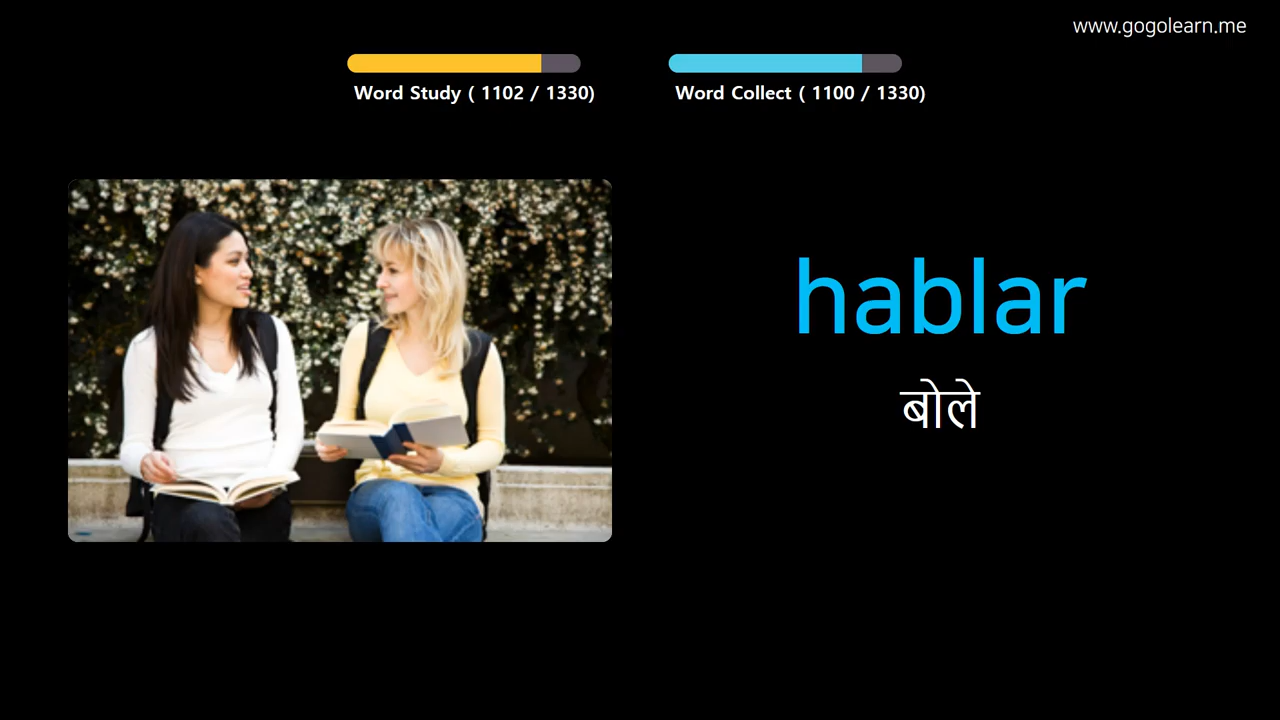 www.gogolearn.me
Word Study ( 1102 / 1330)
Word Collect ( 1100 / 1330)
hablar
बोले